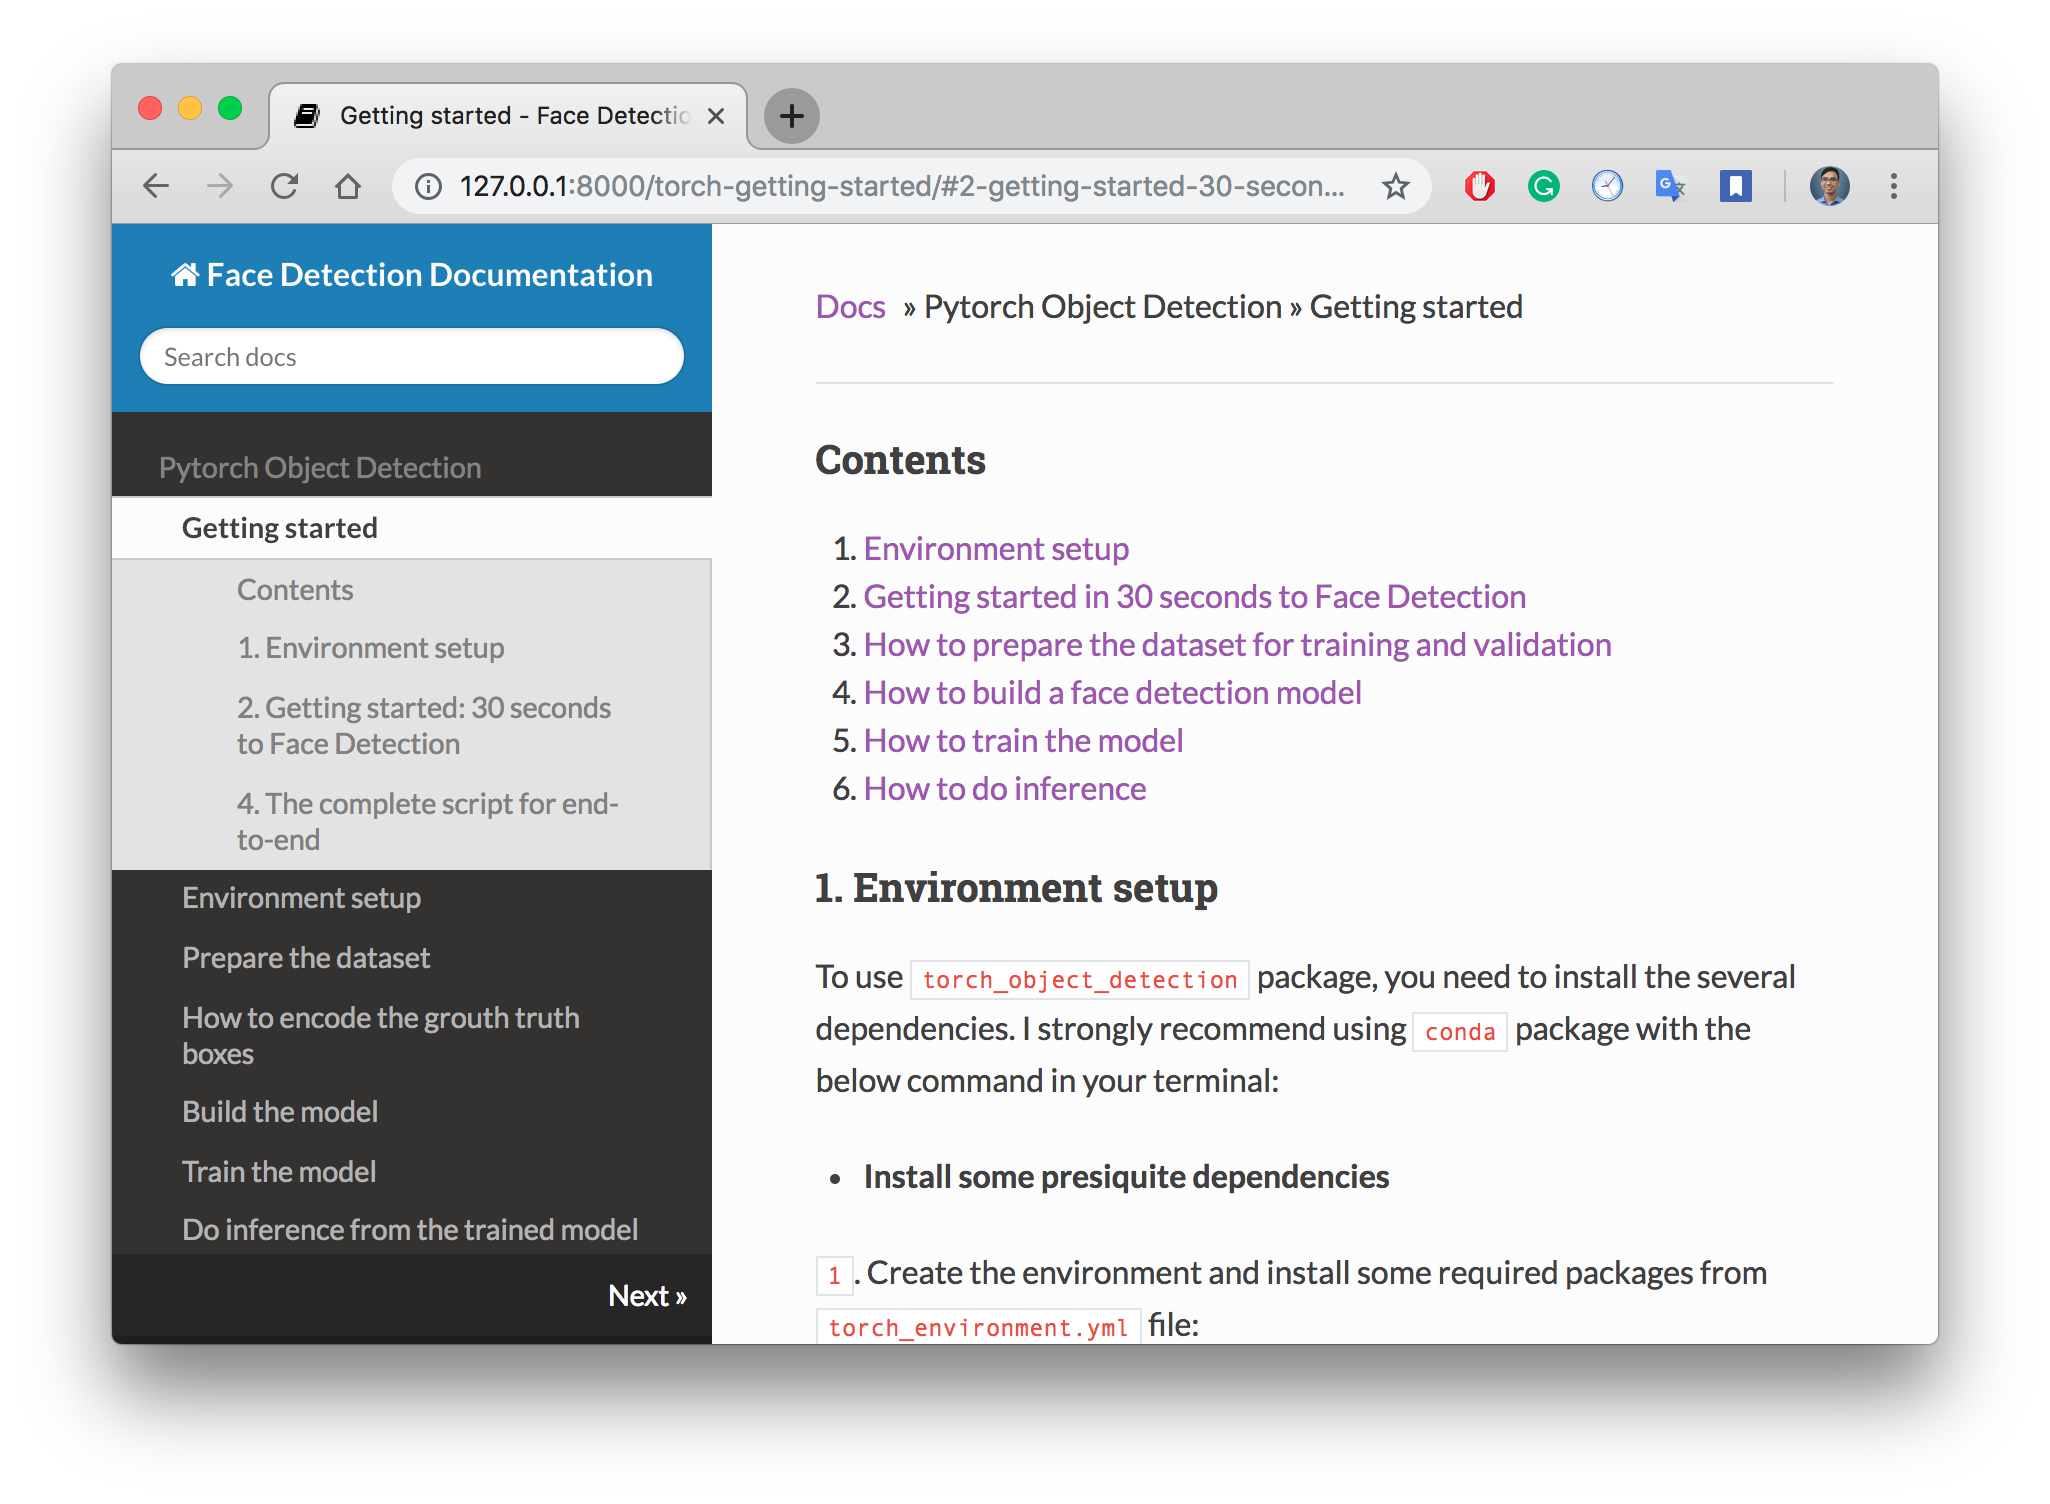 Getting started - Face Detectio
127.0.0.1:8000/torch-getting-started/#2-getting-started-30-secon...
Face Detection Documentation
Search docs
Pytorch Object Detection
Getting started
Contents
1. Environment setup
2. Getting started: 30 seconds
to Face Detection
4. The complete script for end-
to-end
Environment setup
Prepare the dataset
How to encode the grouth truth
boxes
Build the model
Train the model
Do inference from the trained model
Next »
Docs » Pytorch Object Detection » Getting started
Contents
1. Environment setup
2. Getting started in 30 seconds to Face Detection
3. How to prepare the dataset for training and validation
4. How to build a face detection model
5. How to train the model
6. How to do inference
1. Environment setup
To use torch_object_detection package, you need to install the several
dependencies. I strongly recommend using conda package with the
below command in your terminal:
• Install some presiquite dependencies
1. Create the environment and install some required packages from
torch_environment.yml file: